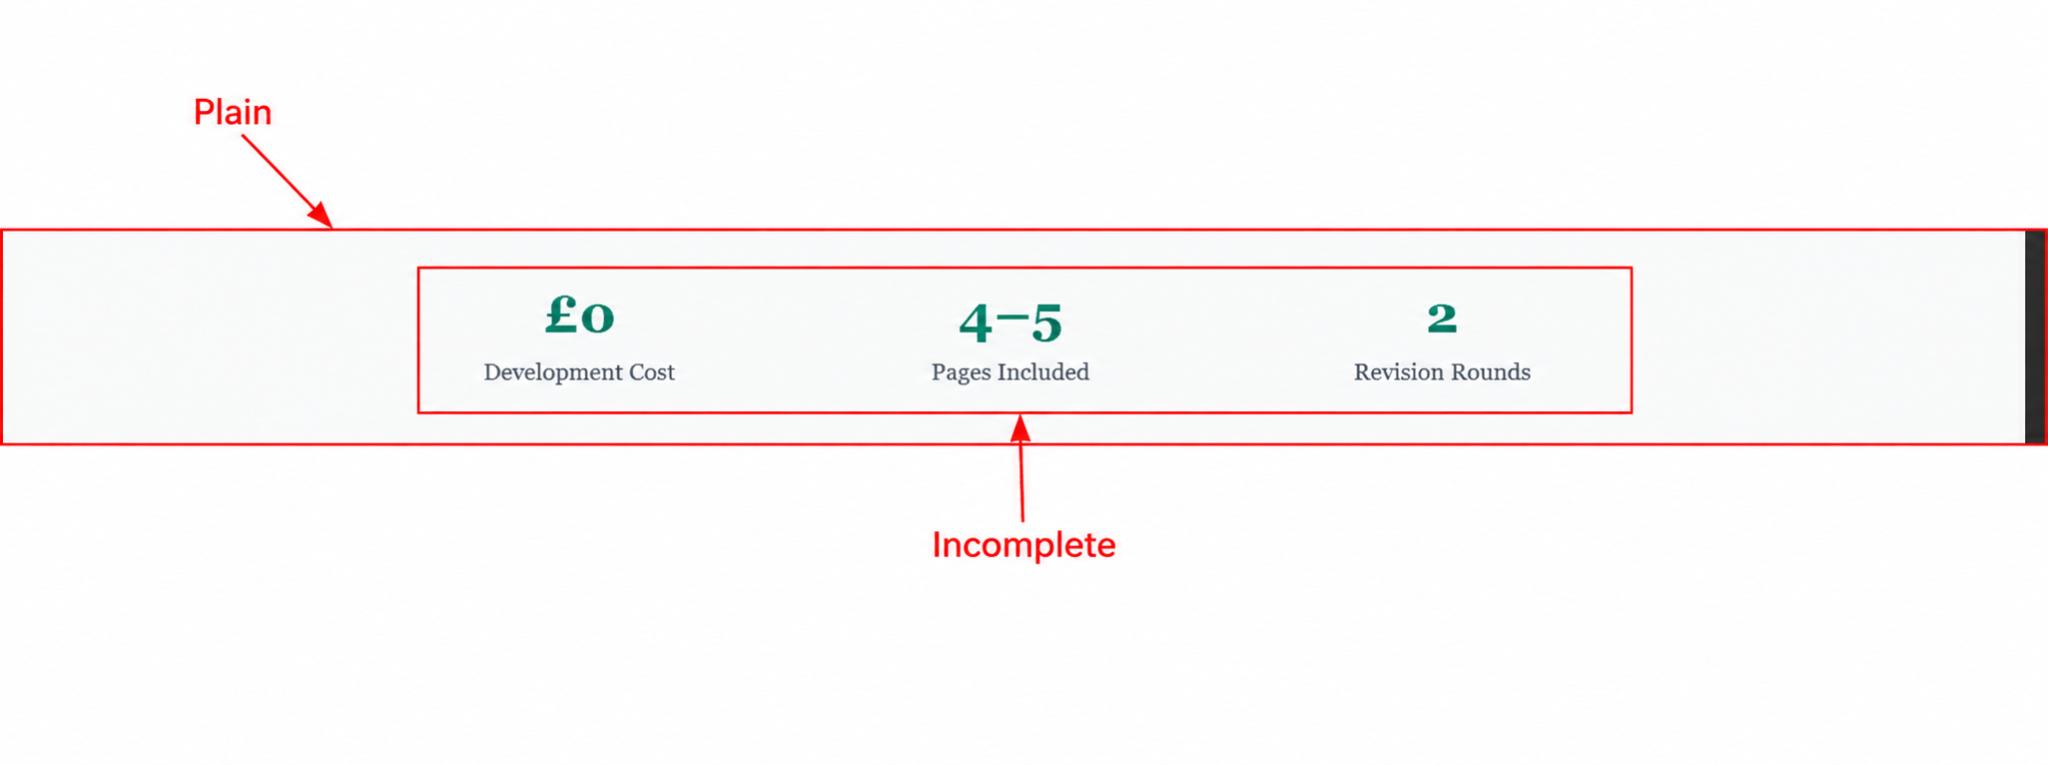 Plain
£0 4–5 2
Development Cost Pages Included Revision Rounds
Incomplete